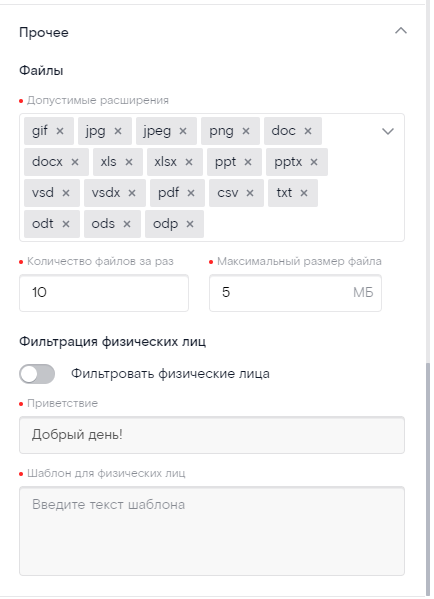 Прочее
Файлы
Допустимые расширения
gif × jpg × jpeg × png × doc ×
docx × xls × xlsx × ppt × pptx ×
vsd × vsdx × pdf × csv × txt ×
odt × ods × odp ×
Количество файлов за раз Максимальный размер файла
10 5 МБ
Фильтрация физических лиц
Фильтровать физические лица
Приветствие
Добрый день!
Шаблон для физических лиц
Введите текст шаблона